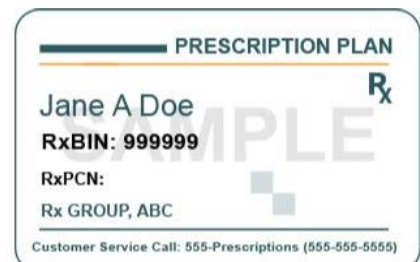 PRESCRIPTION PLAN
Rx
Jane A Doe
SAMPLE
RxBIN: 999999
RxPCN:
Rx GROUP, ABC
Customer Service Call: 555-Prescriptions (555-555-5555)